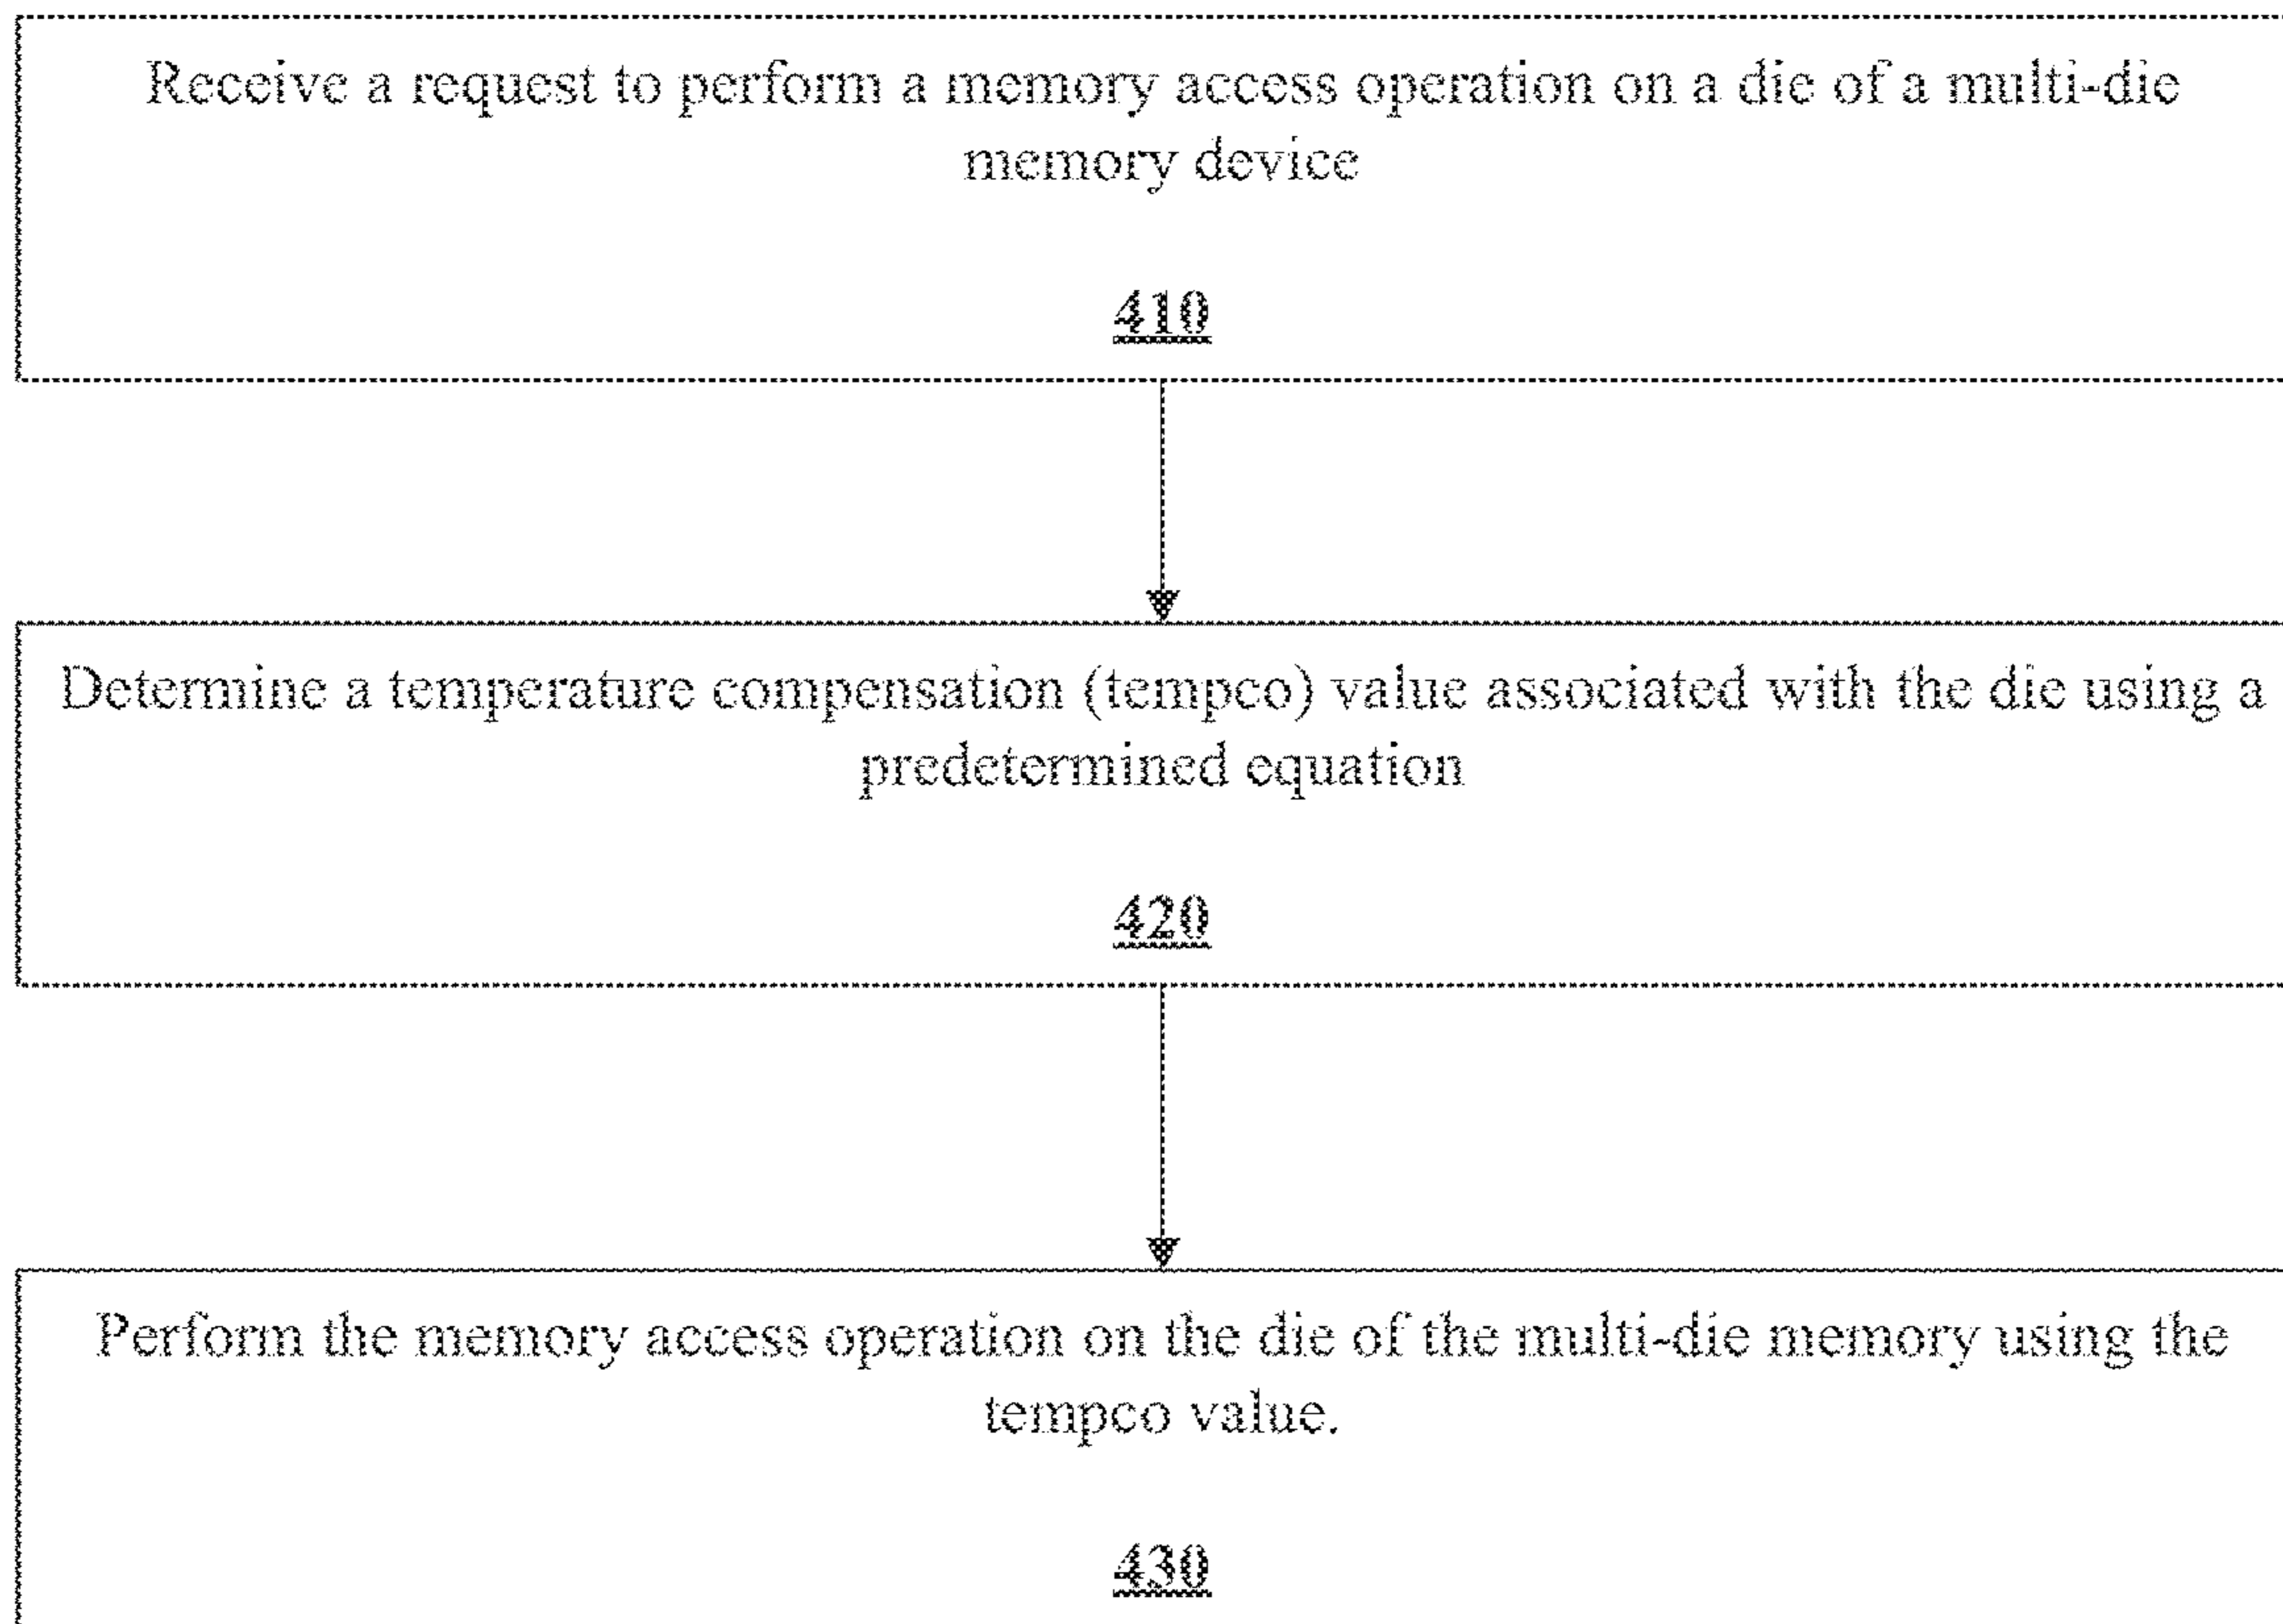 Receive a request to perform a memory access operation on a die of a multi-die
memory device
410
Determine a temperature compensation (tempco) value associated with the die using a
predetermined equation
420
Perform the memory access operation on the die of the multi-die memory using the
tempco value.
430